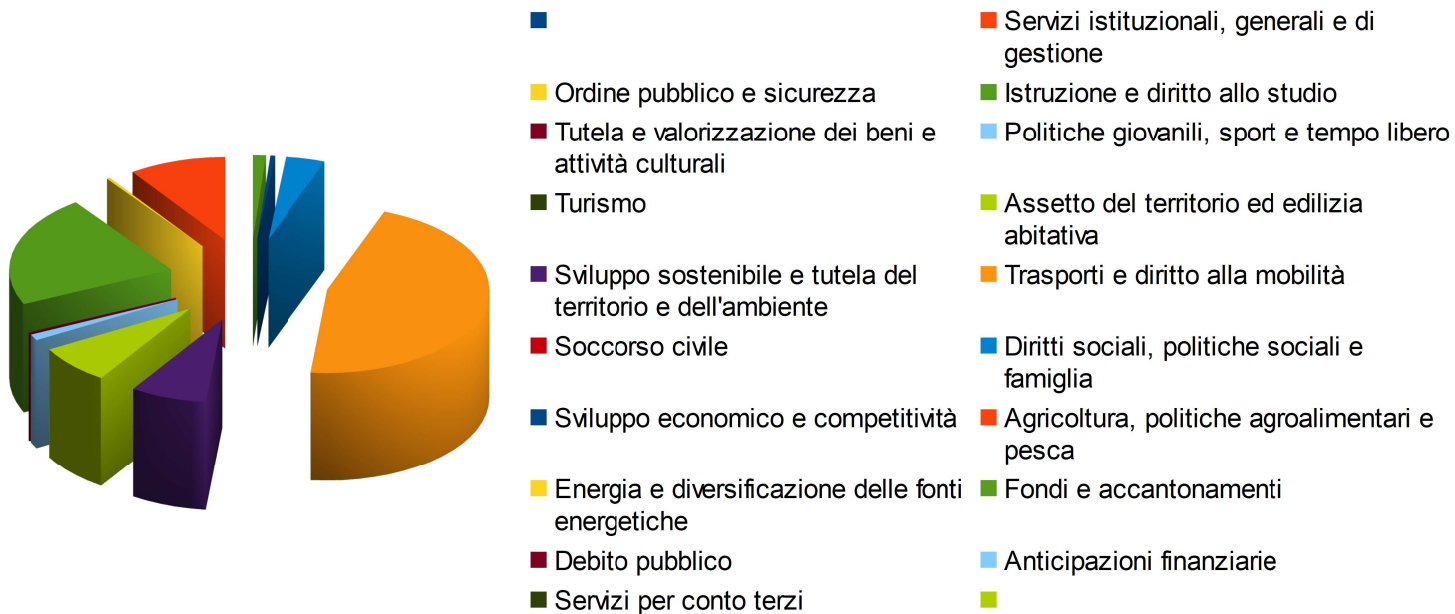 Servizi istituzionali, generali e di
gestione
Ordine pubblico e sicurezza
Istruzione e diritto allo studio
Tutela e valorizzazione dei beni e
attività culturali
Politiche giovanili, sport e tempo libero
Turismo
Assetto del territorio ed edilizia
abitativa
Sviluppo sostenibile e tutela del
territorio e dell'ambiente
Trasporti e diritto alla mobilità
Soccorso civile
Diritti sociali, politiche sociali e
famiglia
Sviluppo economico e competitività
Agricoltura, politiche agroalimentari e
pesca
Energia e diversificazione delle fonti
energetiche
Fondi e accantonamenti
Debito pubblico
Anticipazioni finanziarie
Servizi per conto terzi